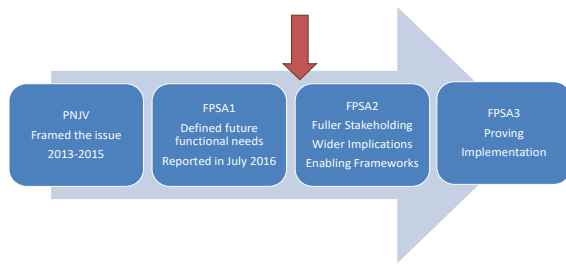 PNJV
Framed the issue
2013-2015
FPSA1
Defined future
functional needs
Reported in July 2016
FPSA2
Fuller Stakeholding
Wider Implications
Enabling Frameworks
FPSA3
Proving
Implementation